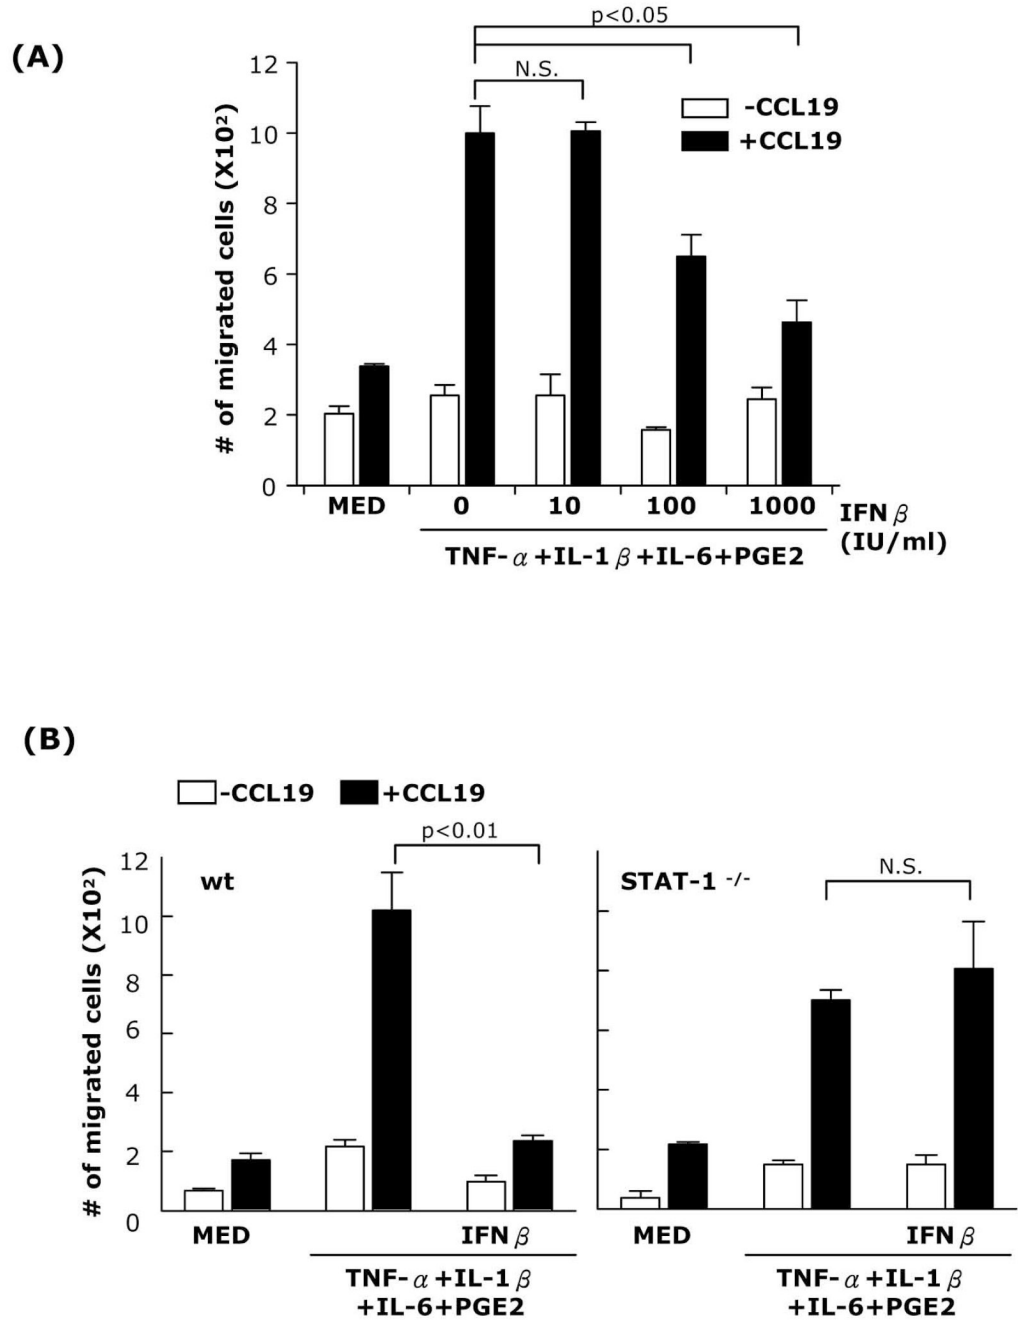 (A)
p<0.05
N.S.
-CCL19
+CCL19
# of migrated cells (X10²)
12
10
8
6
4
2
0
MED 0 10 100 1000 IFN β
(IU/ml)
TNF-α+IL-1β+IL-6+PGE2
(B)
-CCL19 +CCL19
p<0.01
wt
# of migrated cells (X10²)
12
10
8
6
4
2
0
MED IFN β
TNF-α+IL-1β
+IL-6+PGE2
N.S.
STAT-1 -/-
MED IFN β
TNF-α+IL-1β
+IL-6+PGE2